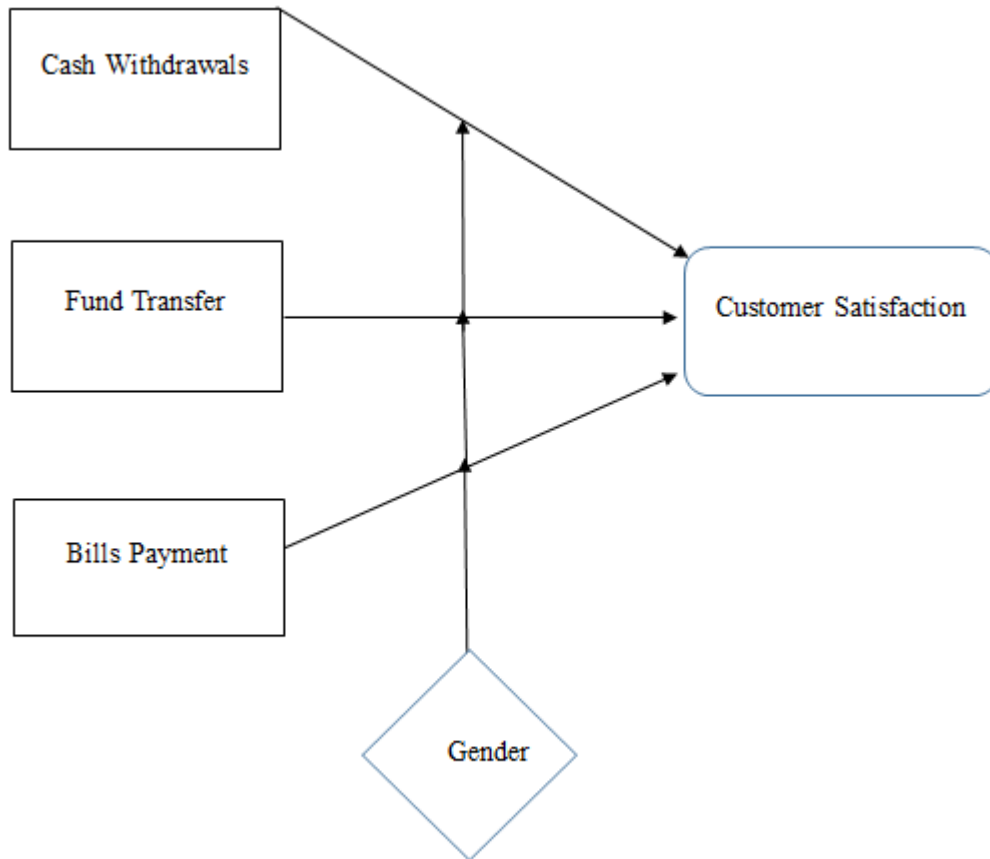 Cash Withdrawals
Fund Transfer
Customer Satisfaction
Bills Payment
Gender